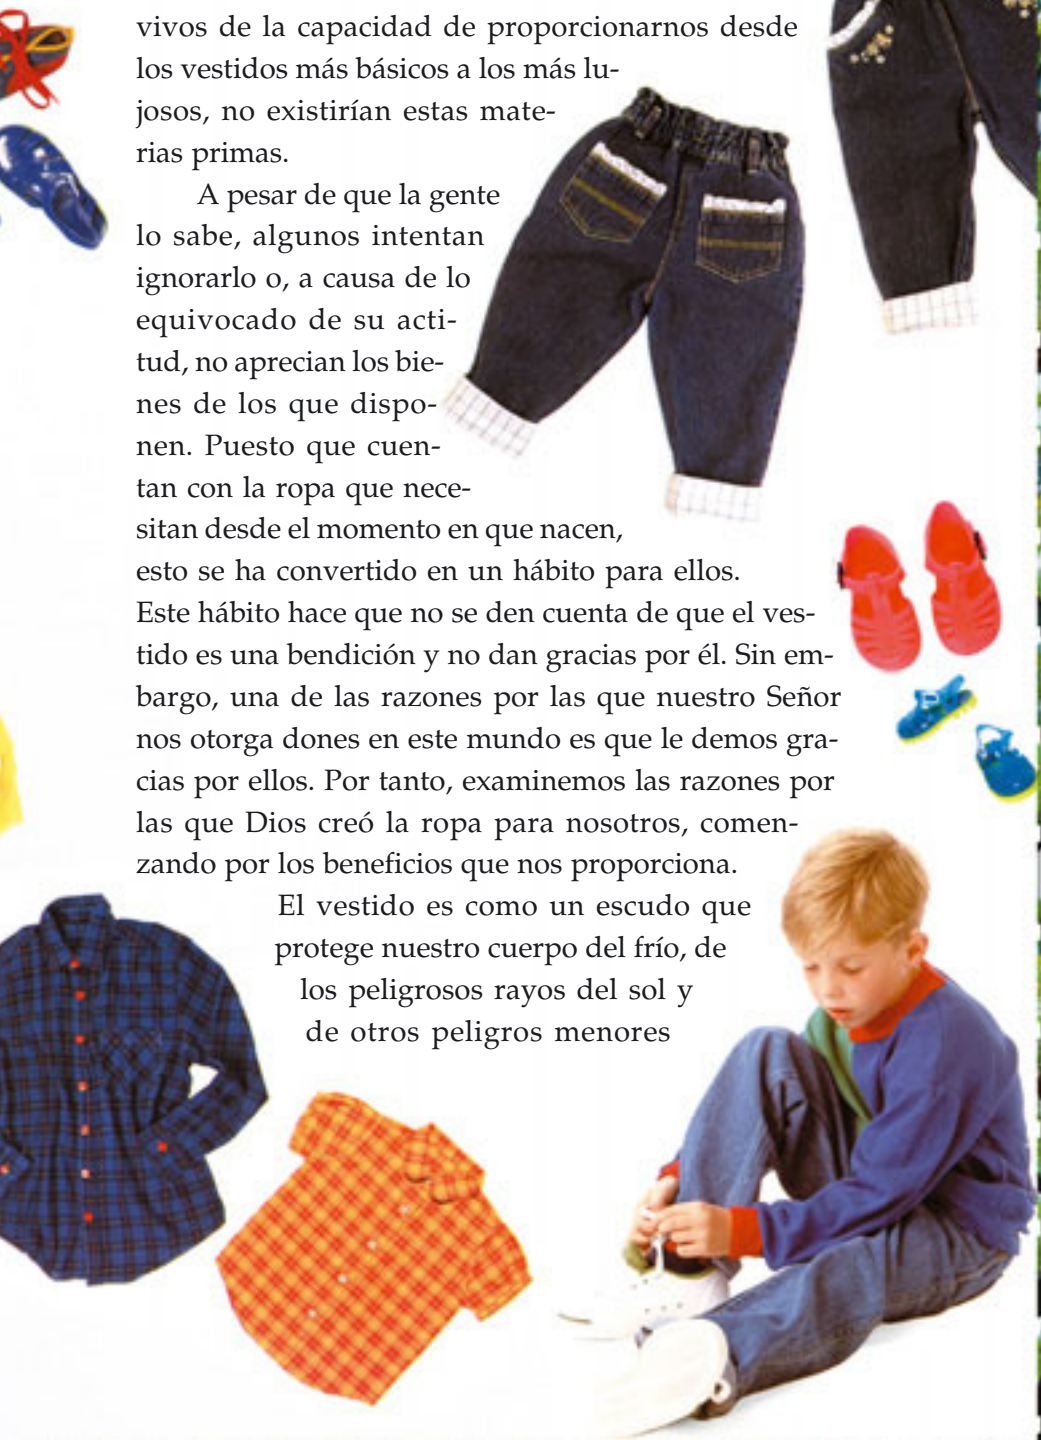 vivos de la capacidad de proporcionarnos desde
los vestidos más básicos a los más lu-
josos, no existirían estas mate-
rias primas.
A pesar de que la gente
lo sabe, algunos intentan
ignorarlo o, a causa de lo
equivocado de su acti-
tud, no aprecian los bie-
nes de los que dispo-
nen. Puesto que cuen-
tan con la ropa que nece-
sitan desde el momento en que nacen,
esto se ha convertido en un hábito para ellos.
Este hábito hace que no se den cuenta de que el ves-
tido es una bendición y no dan gracias por él. Sin em-
bargo, una de las razones por las que nuestro Señor
nos otorga dones en este mundo es que le demos gra-
cias por ellos. Por tanto, examinemos las razones por
las que Dios creó la ropa para nosotros, comen-
zando por los beneficios que nos proporciona.
El vestido es como un escudo que
protege nuestro cuerpo del frío, de
los peligrosos rayos del sol y
de otros peligros menores